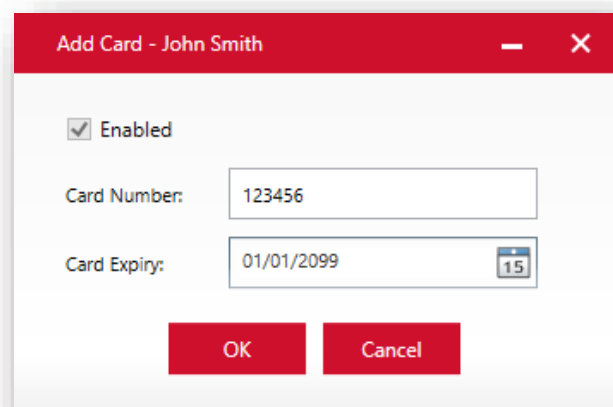 Add Card - John Smith
Enabled
Card Number: 123456
Card Expiry: 01/01/2099 15
OK Cancel